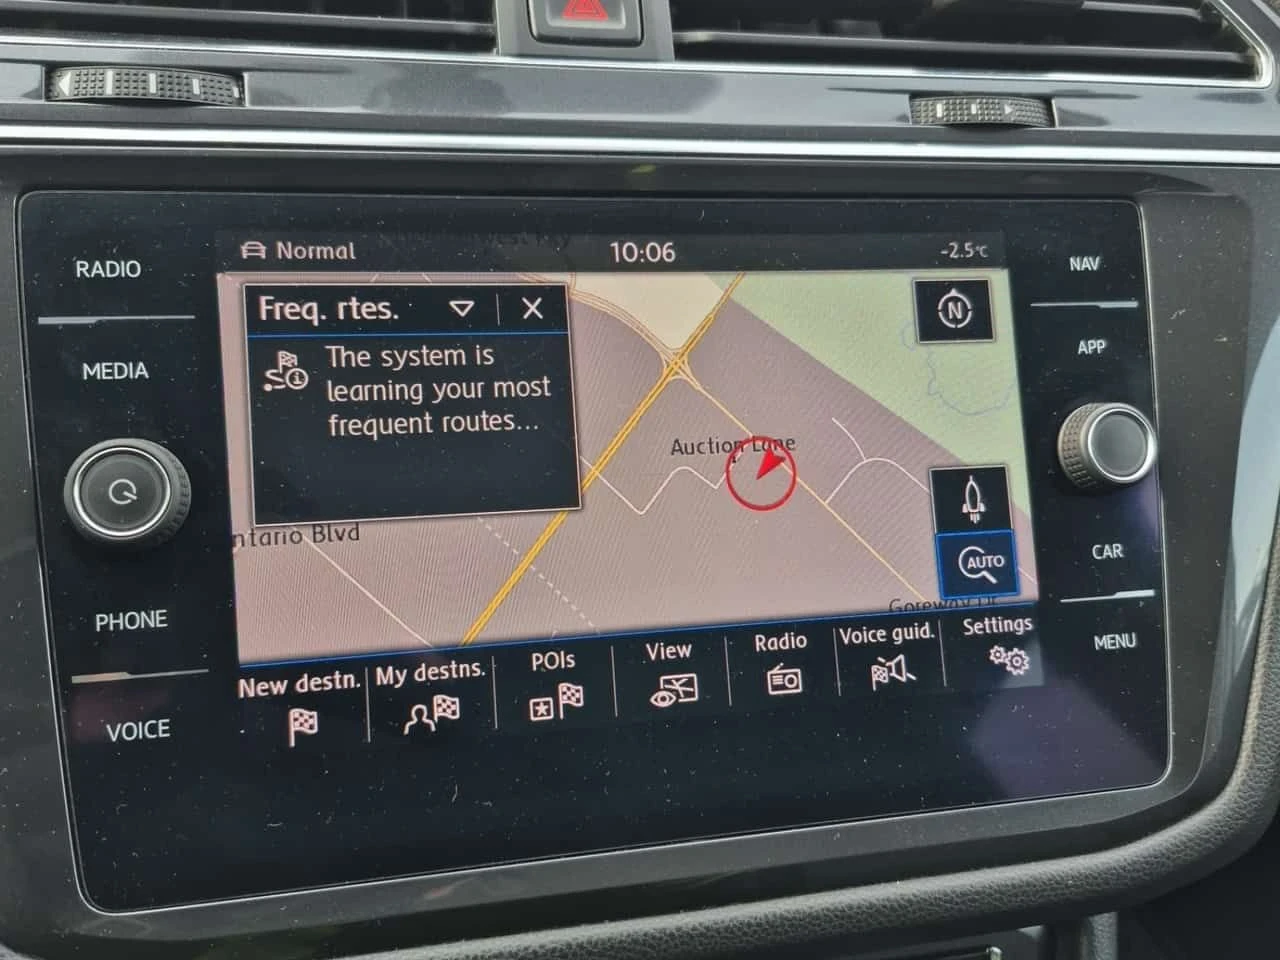 Normal
10:06
-2.5°C
RADIO
MEDIA
PHONE
VOICE
Freq. rtes.
The system is
learning your most
frequent routes...
N
Auction Lane
ntario Blvd
Goreway Dr
AUTO
New destn.
My destns.
POIs
View
Radio
Voice guid.
Settings
NAV
APP
CAR
MENU